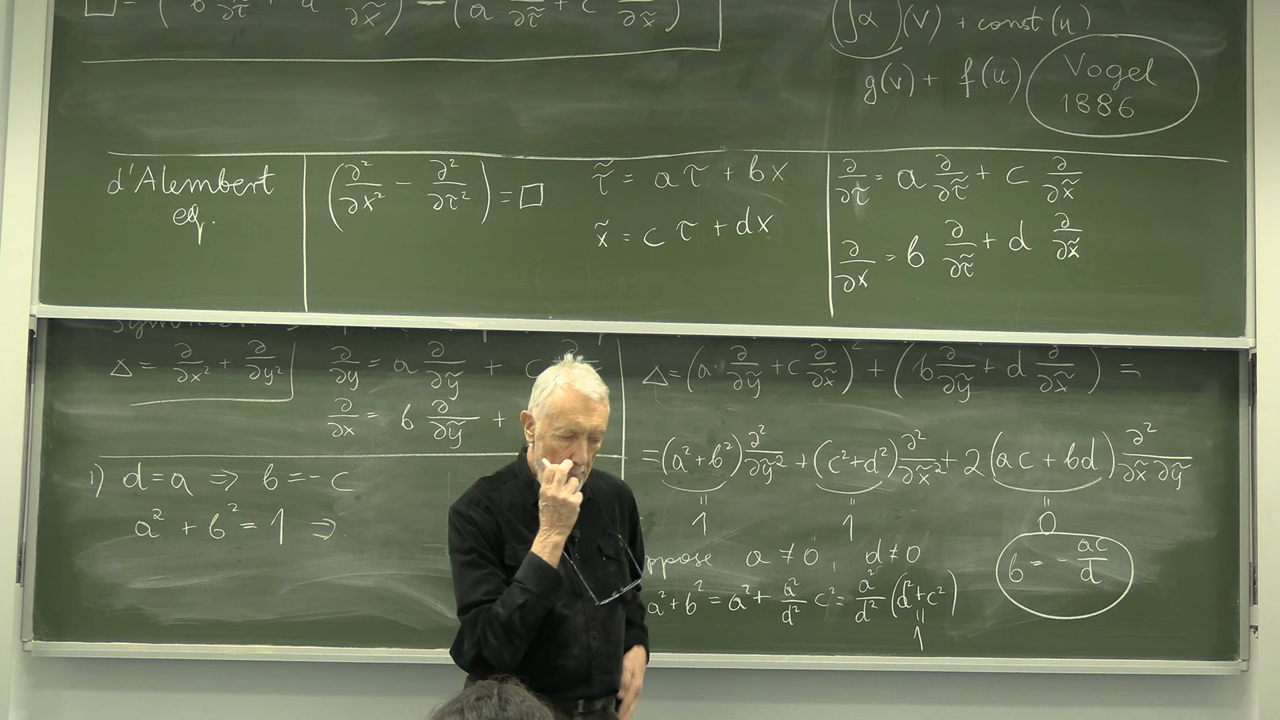 □ = (b ∂/∂τ̃ + d ∂/∂x̃) − (a ∂/∂τ̃ + c ∂/∂x̃)
(∫α)(v) + const(u)
g(v) + f(u)
Vogel
1886
d'Alembert
eq.
(∂²/∂x² − ∂²/∂τ²) = □
τ̃ = aτ + bx
x̃ = cτ + dx
∂/∂τ = a ∂/∂τ̃ + c ∂/∂x̃
∂/∂x = b ∂/∂τ̃ + d ∂/∂x̃
Δ = ∂/∂x² + ∂/∂y²
∂/∂y = a ∂/∂ỹ + c
∂/∂x = b ∂/∂ỹ +
1) d = a ⇒ b = − c
a² + b² = 1 ⇒
Δ = (a ∂/∂ỹ + c ∂/∂x̃)² + (b ∂/∂ỹ + d ∂/∂x̃) =
= (a² + b²) ∂²/∂ỹ² + (c² + d²) ∂²/∂x̃² + 2 (ac + bd) ∂²/∂x̃ ∂ỹ
= = =
1 1 0
ppose a ≠ 0, d ≠ 0
b = − ac/d
a² + b² = a² + a²/d² c² = a²/d² (d² + c²)
=
1